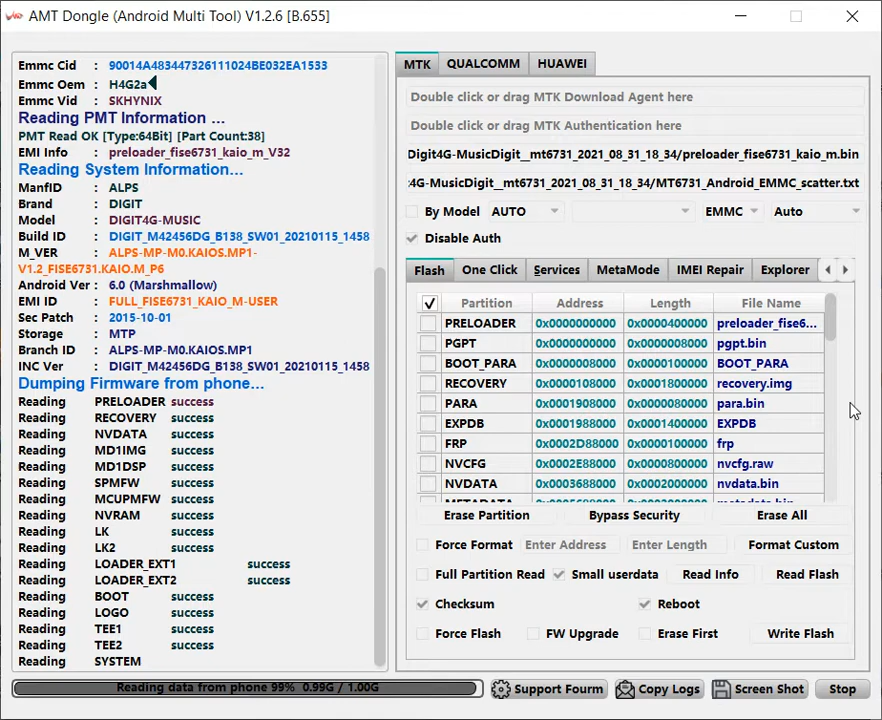 AMT Dongle (Android Multi Tool) V1.2.6 [B.655]
Emmc Cid : 90014A483447326111024BE032EA1533
Emmc Oem : H4G2a
Emmc Vid : SKHYNIX
Reading PMT Information ...
PMT Read OK [Type:64Bit] [Part Count:38]
EMI Info : preloader_fise6731_kaio_m_V32
Reading System Information...
ManfID : ALPS
Brand : DIGIT
Model : DIGIT4G-MUSIC
Build ID : DIGIT_M42456DG_B138_SW01_20210115_1458
M_VER : ALPS-MP-M0.KAIOS.MP1-
V1.2_FISE6731.KAIO.M_P6
Android Ver : 6.0 (Marshmallow)
EMI ID : FULL_FISE6731_KAIO_M-USER
Sec Patch : 2015-10-01
Storage : MTP
Branch ID : ALPS-MP-M0.KAIOS.MP1
INC Ver : DIGIT_M42456DG_B138_SW01_20210115_1458
Dumping Firmware from phone...
Reading PRELOADER success
Reading RECOVERY success
Reading NVDATA success
Reading MD1IMG success
Reading MD1DSP success
Reading SPMFW success
Reading MCUPMFW success
Reading NVRAM success
Reading LK success
Reading LK2 success
Reading LOADER_EXT1 success
Reading LOADER_EXT2 success
Reading BOOT success
Reading LOGO success
Reading TEE1 success
Reading TEE2 success
Reading SYSTEM
MTK QUALCOMM HUAWEI
Double click or drag MTK Download Agent here
Double click or drag MTK Authentication here
Digit4G-MusicDigit__mt6731_2021_08_31_18_34/preloader_fise6731_kaio_m.bin
4G-MusicDigit__mt6731_2021_08_31_18_34/MT6731_Android_EMMC_scatter.txt
By Model AUTO EMMC Auto
Disable Auth
Flash One Click Services MetaMode IMEI Repair Explorer
Partition Address Length File Name
PRELOADER 0x0000000000 0x0000400000 preloader_fise6...
PGPT 0x0000000000 0x0000008000 pgpt.bin
BOOT_PARA 0x0000008000 0x0000100000 BOOT_PARA
RECOVERY 0x0000108000 0x0001800000 recovery.img
PARA 0x0001908000 0x0000080000 para.bin
EXPDB 0x0001988000 0x0001400000 EXPDB
FRP 0x0002D88000 0x0000100000 frp
NVCFG 0x0002E88000 0x0000800000 nvcfg.raw
NVDATA 0x0003688000 0x0002000000 nvdata.bin
Erase Partition Bypass Security Erase All
Force Format Enter Address Enter Length Format Custom
Full Partition Read Small userdata Read Info Read Flash
Checksum Reboot
Force Flash FW Upgrade Erase First Write Flash
Reading data from phone 99% 0.99G / 1.00G
Support Fourm Copy Logs Screen Shot Stop